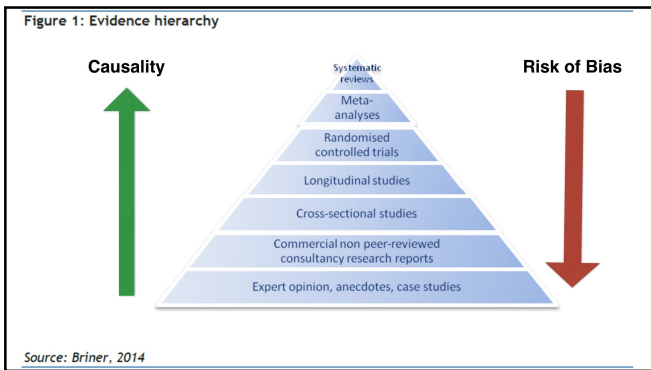 Figure 1: Evidence hierarchy
Causality
Risk of Bias
Systematic
reviews
Meta-
analyses
Randomised
controlled trials
Longitudinal studies
Cross-sectional studies
Commercial non peer-reviewed
consultancy research reports
Expert opinion, anecdotes, case studies
Source: Briner, 2014